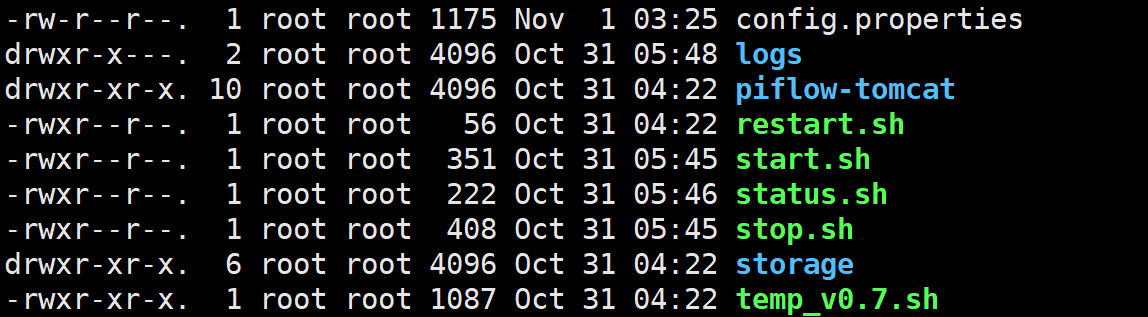 -rw-r--r--.  1 root root 1175 Nov  1 03:25 config.properties
drwxr-x---.  2 root root 4096 Oct 31 05:48 logs
drwxr-xr-x. 10 root root 4096 Oct 31 04:22 piflow-tomcat
-rwxr--r--.  1 root root   56 Oct 31 04:22 restart.sh
-rwxr--r--.  1 root root  351 Oct 31 05:45 start.sh
-rwxr--r--.  1 root root  222 Oct 31 05:46 status.sh
-rwxr--r--.  1 root root  408 Oct 31 05:45 stop.sh
drwxr-xr-x.  6 root root 4096 Oct 31 04:22 storage
-rwxr-xr-x.  1 root root 1087 Oct 31 04:22 temp_v0.7.sh